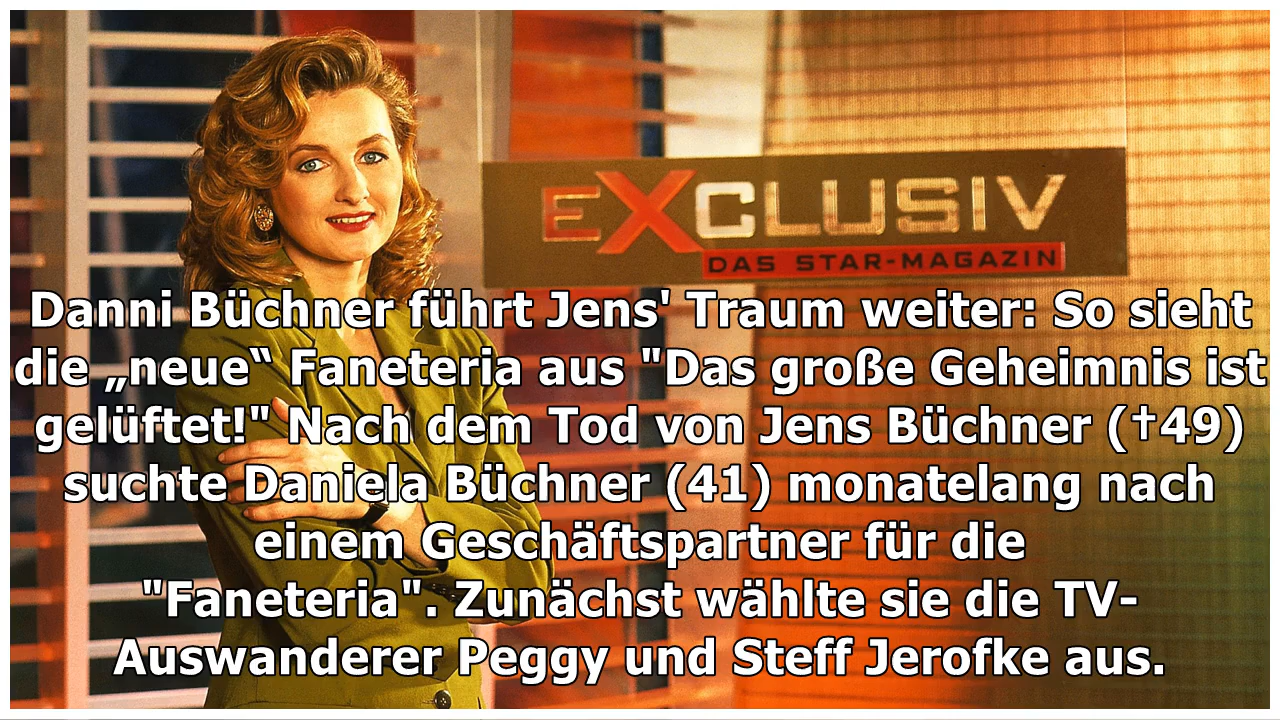 EXCLUSIV
DAS STAR-MAGAZIN
Danni Büchner führt Jens' Traum weiter: So sieht
die „neue“ Faneteria aus "Das große Geheimnis ist
gelüftet!" Nach dem Tod von Jens Büchner (†49)
suchte Daniela Büchner (41) monatelang nach
einem Geschäftspartner für die
"Faneteria". Zunächst wählte sie die TV-
Auswanderer Peggy und Steff Jerofke aus.